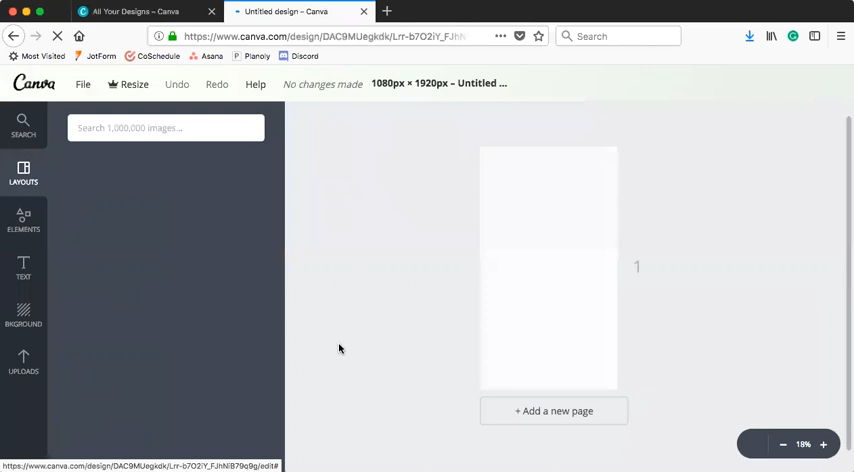 All Your Designs – Canva
Untitled design – Canva
https://www.canva.com/design/DAC9MUegkdk/Lrr-b7O2iY_FJhN
Search
Most Visited JotForm CoSchedule Asana Planoly Discord
Canva File Resize Undo Redo Help No changes made 1080px × 1920px – Untitled ...
SEARCH
Search 1,000,000 images...
LAYOUTS
ELEMENTS
TEXT
1
BKGROUND
UPLOADS
+ Add a new page
− 18% +
https://www.canva.com/design/DAC9MUegkdk/Lrr-b7O2iY_FJhNiB79q9g/edit#